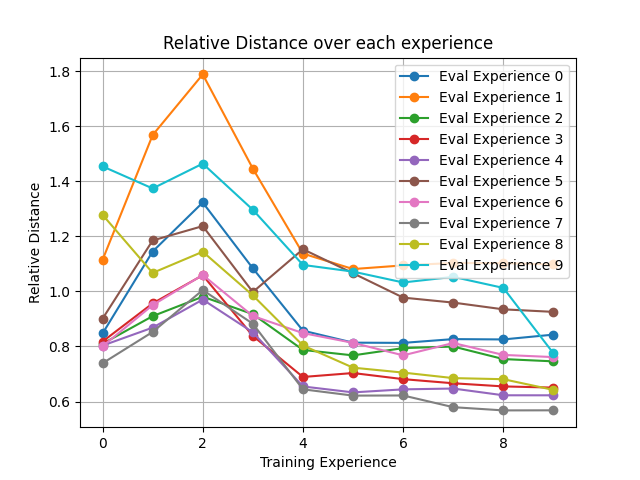 Relative Distance over each experience
1.8
1.6
1.4
1.2
1.0
0.8
0.6
Relative Distance
0
2
4
6
8
Training Experience
Eval Experience 0
Eval Experience 1
Eval Experience 2
Eval Experience 3
Eval Experience 4
Eval Experience 5
Eval Experience 6
Eval Experience 7
Eval Experience 8
Eval Experience 9